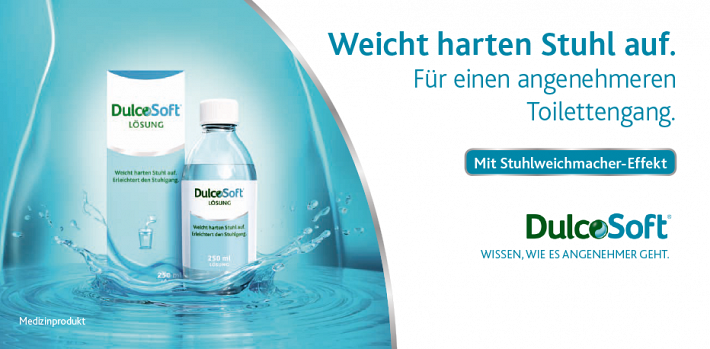 Weicht harten Stuhl auf.
Für einen angenehmeren
Toilettengang.
Mit Stuhlweichmacher-Effekt
DulcoSoft®
WISSEN, WIE ES ANGENEHMER GEHT.
DulcoSoft®
LÖSUNG
Weicht harten Stuhl auf.
Erleichtert den Stuhlgang.
250 ml
DulcoSoft®
LÖSUNG
Weicht harten Stuhl auf.
Erleichtert den Stuhlgang.
250 ml
LÖSUNG
Medizinprodukt